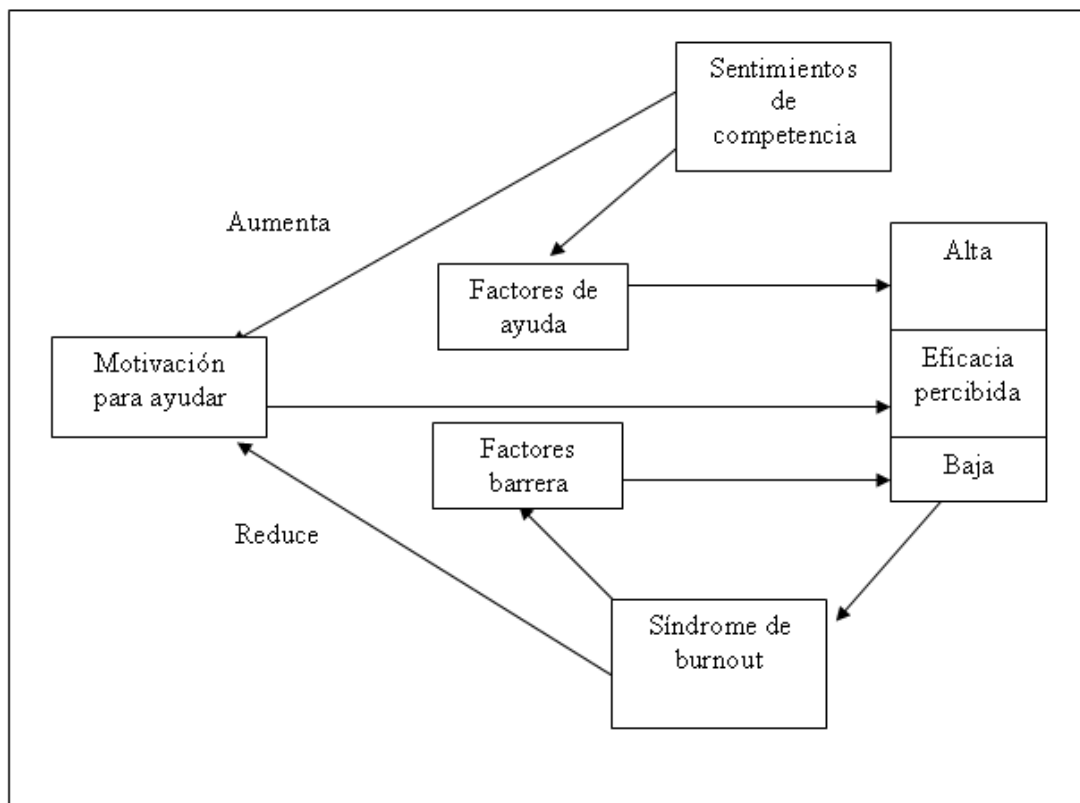 Sentimientos
de
competencia
Aumenta
Alta
Factores de
ayuda
Motivación
para ayudar
Eficacia
percibida
Factores
barrera
Baja
Reduce
Síndrome de
burnout